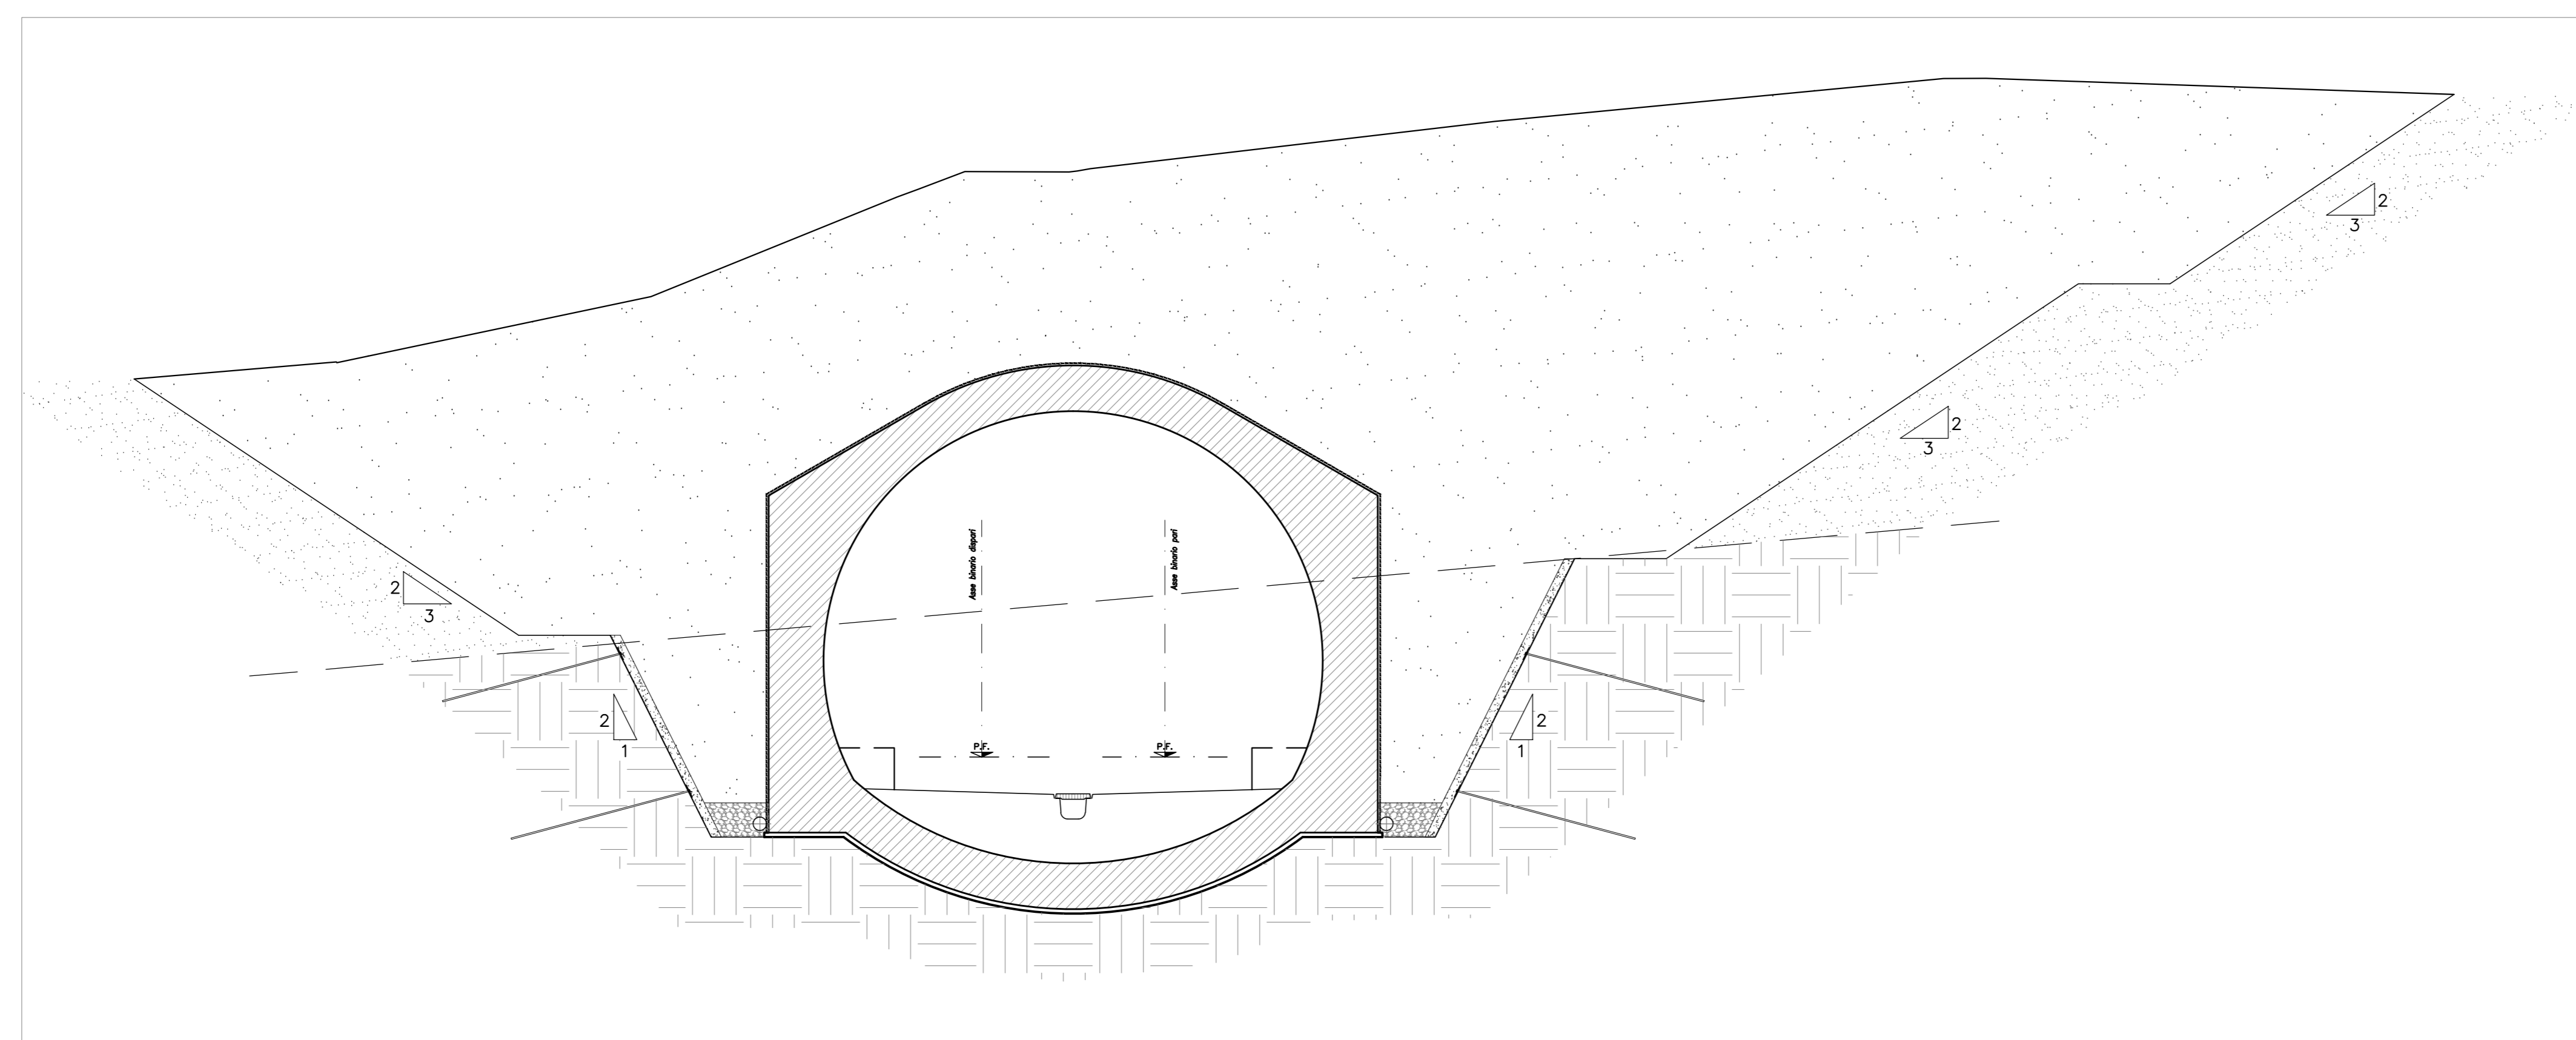 2
3
2
3
Asse binario dispari
Asse binario pari
2
3
2
1
2
1
P.F.
P.F.